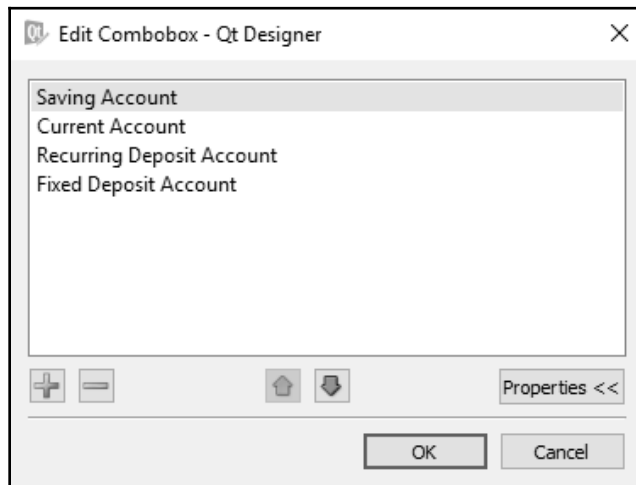 Edit Combobox - Qt Designer
Saving Account
Current Account
Recurring Deposit Account
Fixed Deposit Account
Properties <<
OK Cancel